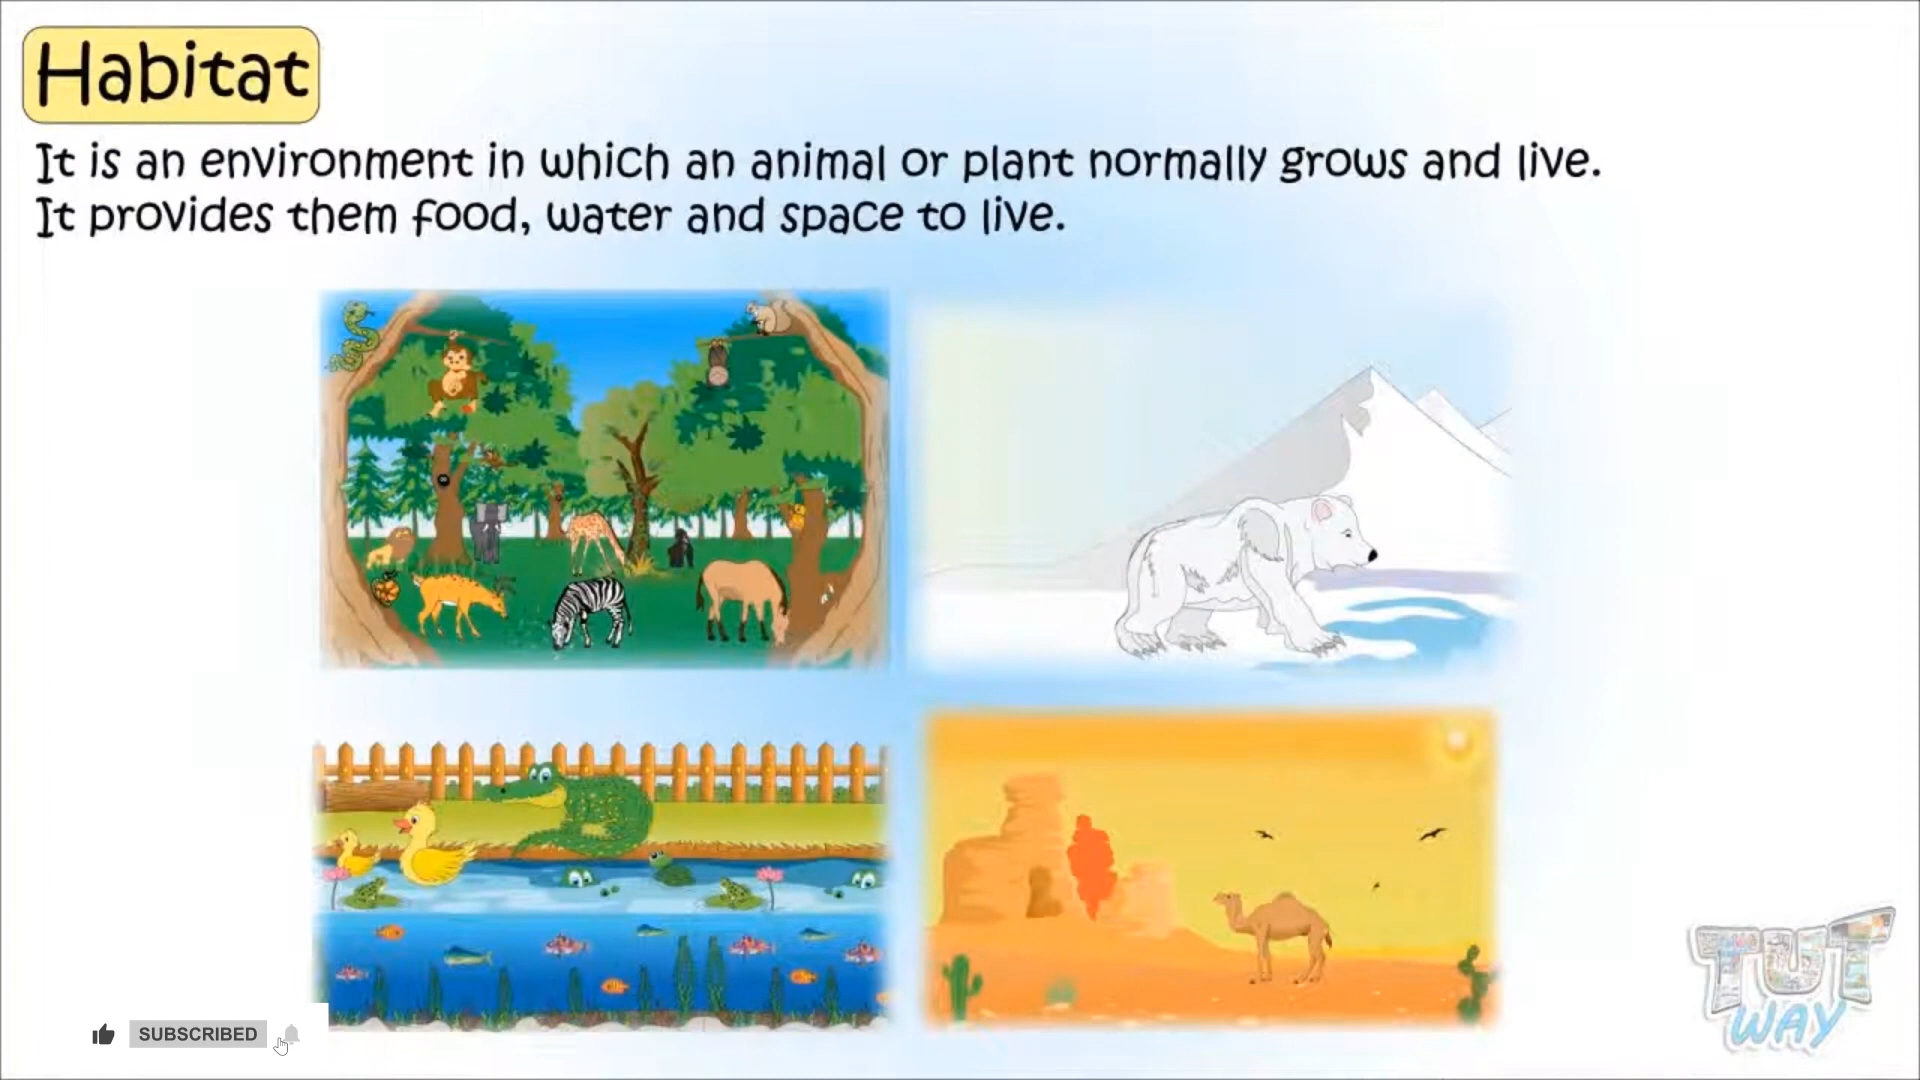 Habitat
It is an environment in which an animal or plant normally grows and live.
It provides them food, water and space to live.
SUBSCRIBED
TUT
WAY